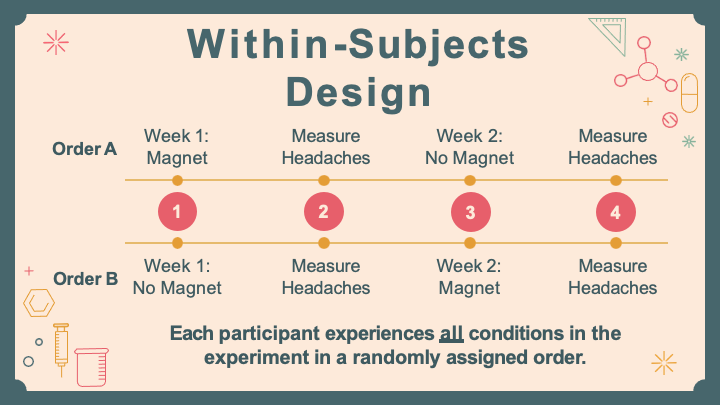 Within-Subjects
Design
Order A
Week 1:
Magnet
Measure
Headaches
Week 2:
No Magnet
Measure
Headaches
1
2
3
4
Order B
Week 1:
No Magnet
Measure
Headaches
Week 2:
Magnet
Measure
Headaches
Each participant experiences all conditions in the
experiment in a randomly assigned order.